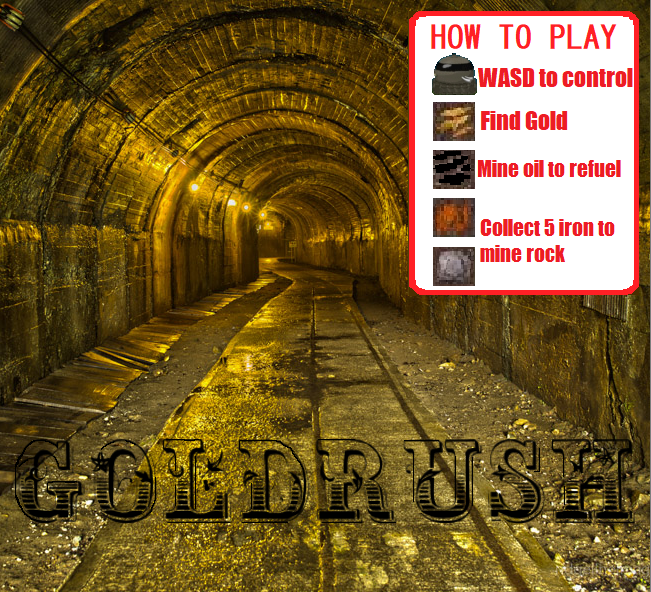 HOW TO PLAY
WASD to control
Find Gold
Mine oil to refuel
Collect 5 iron to
mine rock
GOLDRUSH